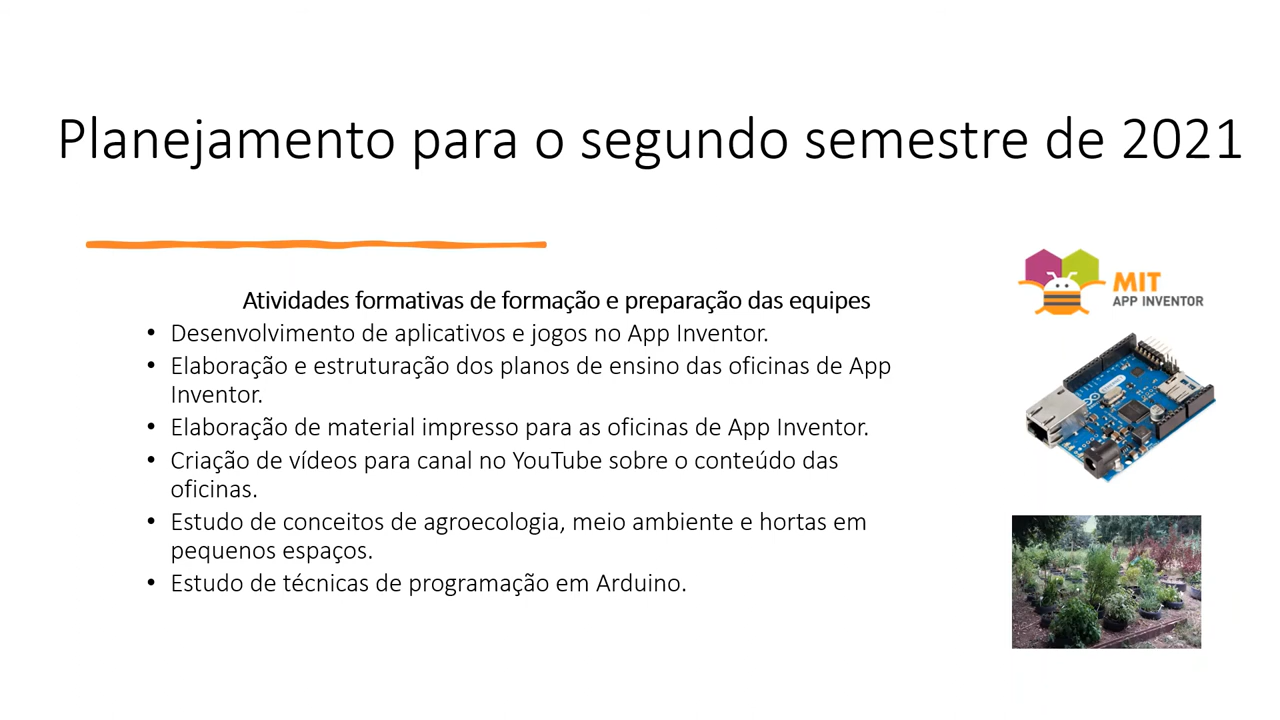 Planejamento para o segundo semestre de 2021
Atividades formativas de formação e preparação das equipes
• Desenvolvimento de aplicativos e jogos no App Inventor.
• Elaboração e estruturação dos planos de ensino das oficinas de App
Inventor.
• Elaboração de material impresso para as oficinas de App Inventor.
• Criação de vídeos para canal no YouTube sobre o conteúdo das
oficinas.
• Estudo de conceitos de agroecologia, meio ambiente e hortas em
pequenos espaços.
• Estudo de técnicas de programação em Arduino.
MIT
APP INVENTOR